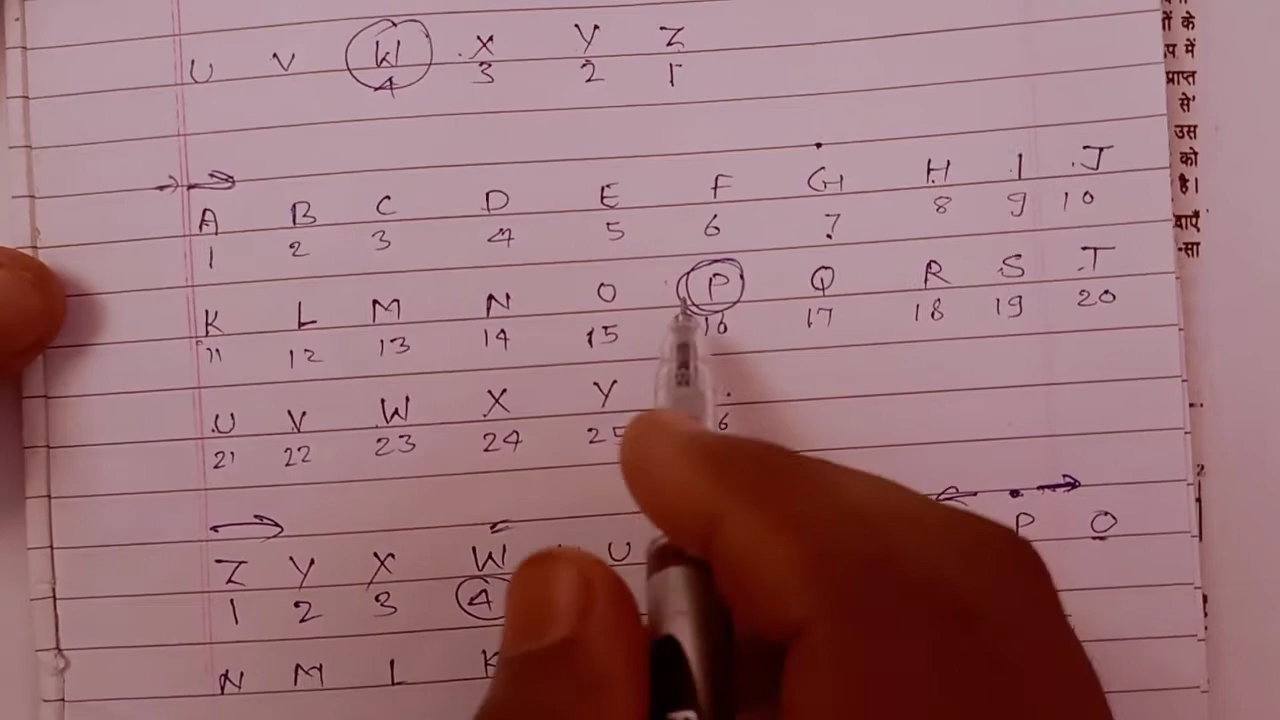 U V W X Y Z
4 3 2 1
A B C D E F G H I J
1 2 3 4 5 6 7 8 9 10
K L M N O P Q R S T
11 12 13 14 15 16 17 18 19 20
U V W X Y
21 22 23 24 25 6
Z Y X W U P O
1 2 3 4
N M L K
के
प में
प्राप्त
से'
उस
को
है।
-सा